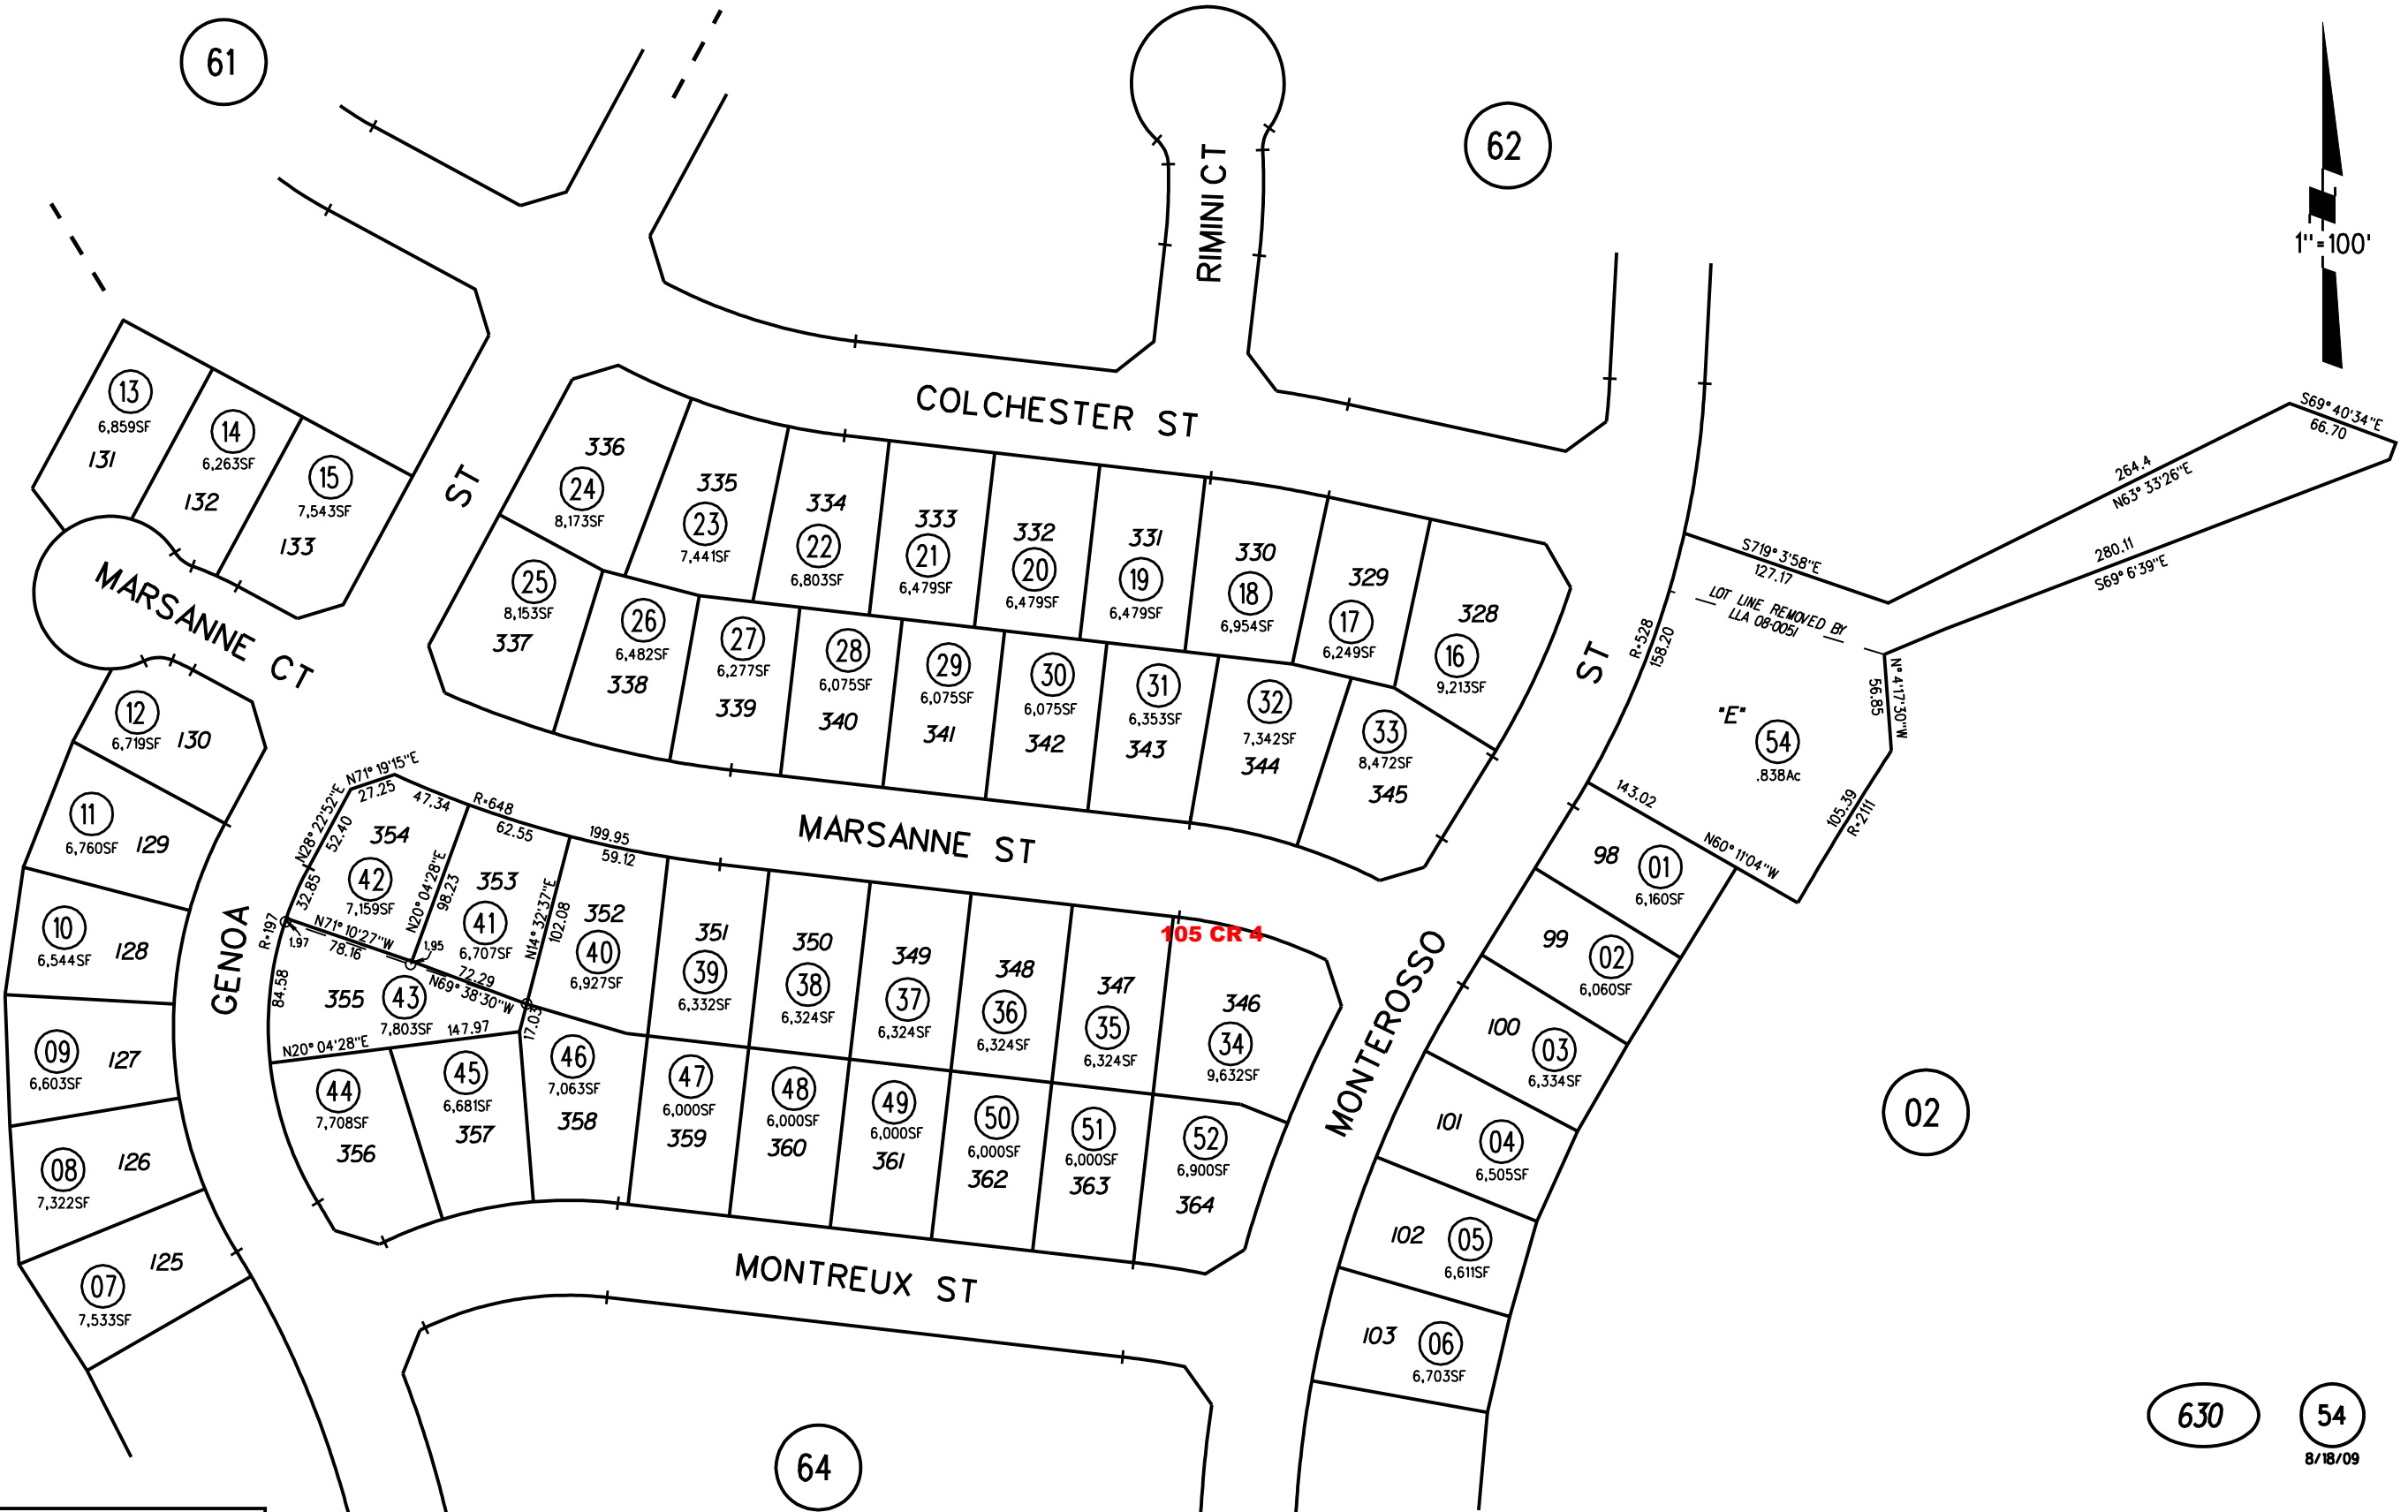 61
62
RIMINI CT
1"=100'
COLCHESTER ST
S69° 40'34"E
66.70
264.4
N63° 33'26"E
280.11
S69° 6'39"E
S719° 3'58"E
127.17
LOT LINE REMOVED BY
LLA 08-0051
R=528
158.20
N° 4'17'30"W
56.85
"E"
54
.838Ac
105.39
R=2111
143.02
N60° 11'04"W
13
6,859SF
131
14
6,263SF
132
15
7,543SF
133
ST
MARSANNE CT
336
24
8,173SF
335
23
7,441SF
334
22
6,803SF
333
21
6,479SF
332
20
6,479SF
331
19
6,479SF
330
18
6,954SF
329
17
6,249SF
328
16
9,213SF
ST
25
8,153SF
337
26
6,482SF
338
27
6,277SF
339
28
6,075SF
340
29
6,075SF
341
30
6,075SF
342
31
6,353SF
343
32
7,342SF
344
33
8,472SF
345
12
6,719SF
130
11
6,760SF
129
10
6,544SF
128
09
6,603SF
127
08
7,322SF
126
07
7,533SF
125
GENOA
MARSANNE ST
N71° 19'15"E
27.25
47.34
R=648
62.55
199.95
59.12
N28° 22'52"E
52.40
32.85
R=197
1.97
84.58
354
42
7,159SF
N20° 04'28"E
98.23
353
41
6,707SF
N14° 32'37"E
102.08
N71° 10'27"W
78.16
1.95
72.29
N69° 38'30"W
17.03
355
43
7,803SF
N20° 04'28"E
147.97
352
40
6,927SF
351
39
6,332SF
350
38
6,324SF
349
37
6,324SF
348
36
6,324SF
347
35
6,324SF
105 CR 4
346
34
9,632SF
44
7,708SF
356
45
6,681SF
357
46
7,063SF
358
47
6,000SF
359
48
6,000SF
360
49
6,000SF
361
50
6,000SF
362
51
6,000SF
363
52
6,900SF
364
MONTEROSSO
98
01
6,160SF
99
02
6,060SF
100
03
6,334SF
101
04
6,505SF
102
05
6,611SF
103
06
6,703SF
02
MONTREUX ST
64
630
54
8/18/09